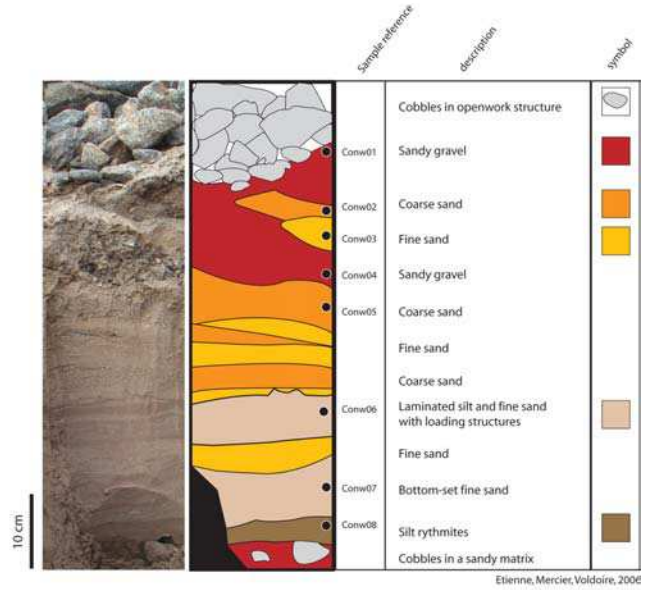 Sample reference
description
symbol
Cobbles in openwork structure
Conw01 Sandy gravel
Conw02 Coarse sand
Conw03 Fine sand
Conw04 Sandy gravel
Conw05 Coarse sand
Fine sand
Coarse sand
Conw06 Laminated silt and fine sand
with loading structures
Fine sand
Conw07 Bottom-set fine sand
Conw08 Silt rythmites
Cobbles in a sandy matrix
10 cm
Etienne, Mercier, Voldoire, 2006